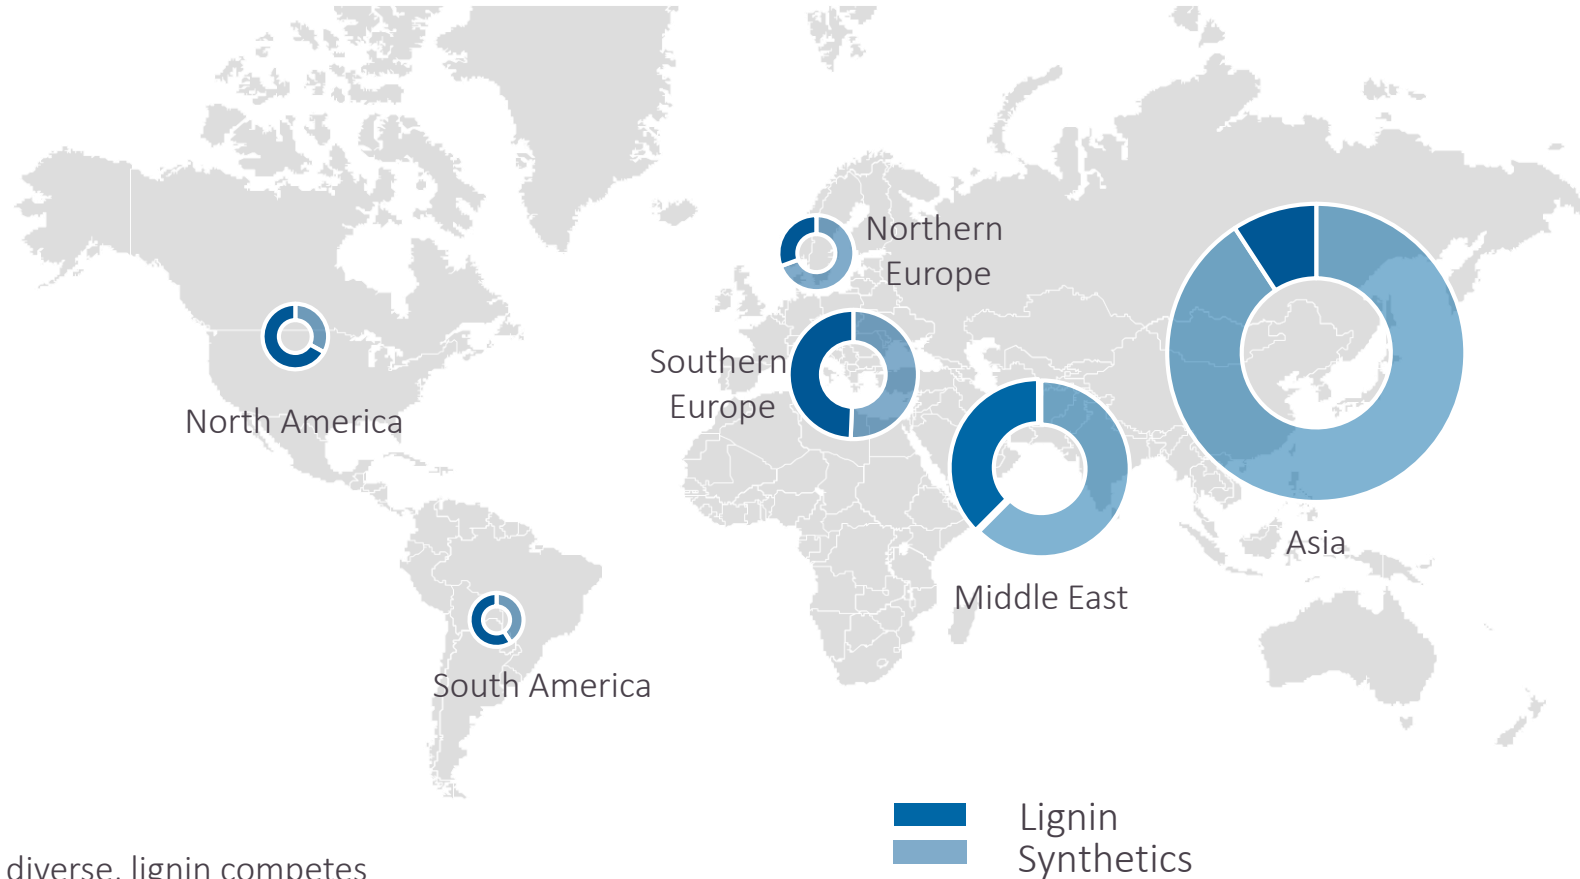 Northern
Europe
Southern
Europe
North America
Asia
Middle East
South America
Lignin
Synthetics
diverse, lignin competes